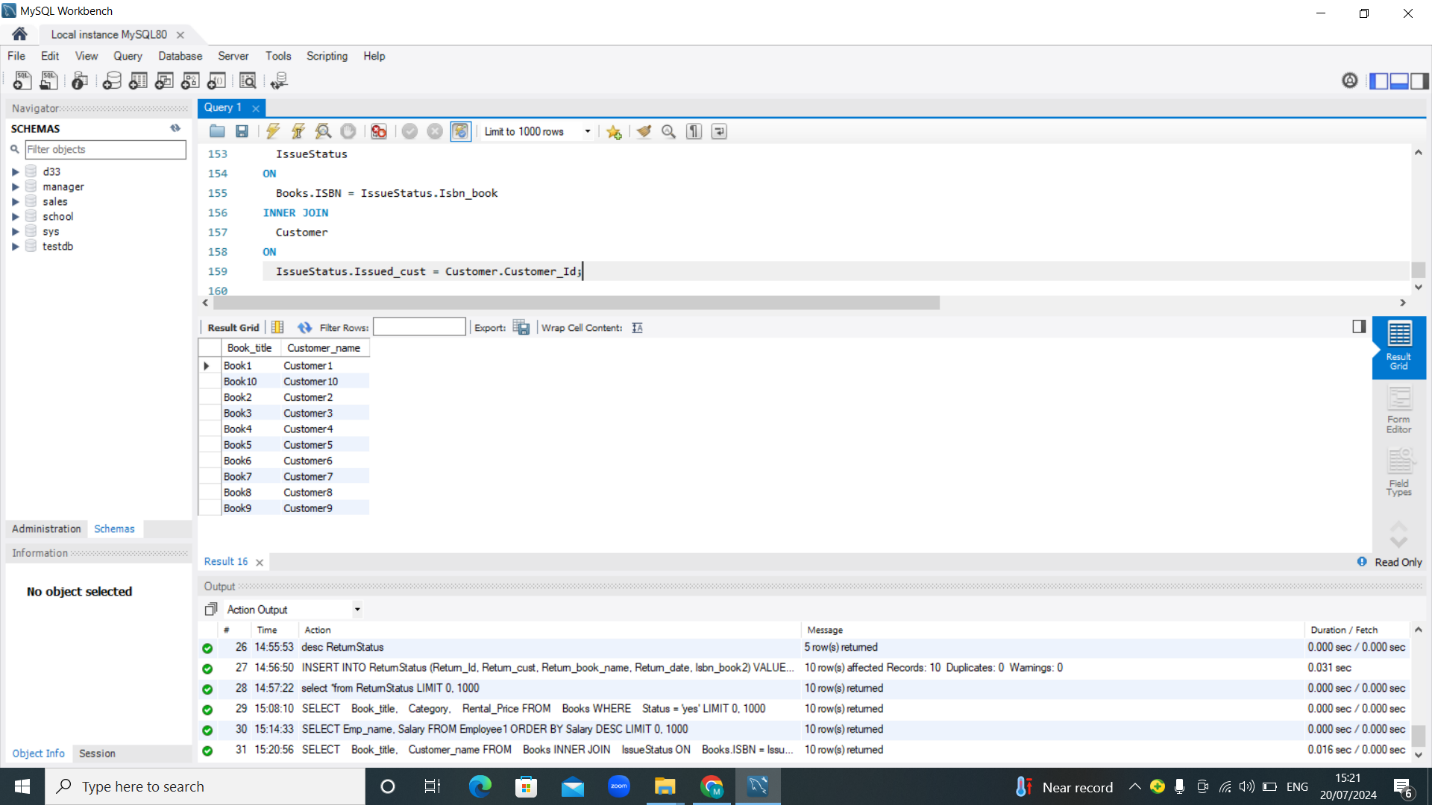 MySQL Workbench
Local instance MySQL80
File Edit View Query Database Server Tools Scripting Help
Navigator
SCHEMAS
Filter objects
d33
manager
sales
school
sys
testdb
Administration Schemas
Information
No object selected
Object Info Session
Query 1
Limit to 1000 rows
153 IssueStatus
154 ON
155 Books.ISBN = IssueStatus.Isbn_book
156 INNER JOIN
157 Customer
158 ON
159 IssueStatus.Issued_cust = Customer.Customer_Id;
160
Result Grid Filter Rows: Export: Wrap Cell Content:
Book_title Customer_name
Book1 Customer1
Book10 Customer10
Book2 Customer2
Book3 Customer3
Book4 Customer4
Book5 Customer5
Book6 Customer6
Book7 Customer7
Book8 Customer8
Book9 Customer9
Result Grid
Form Editor
Field Types
Result 16
Read Only
Output
Action Output
# Time Action Message Duration / Fetch
26 14:55:53 desc ReturnStatus 5 row(s) returned 0.000 sec / 0.000 sec
27 14:56:50 INSERT INTO ReturnStatus (Return_Id, Return_cust, Return_book_name, Return_date, Isbn_book2) VALUE... 10 row(s) affected Records: 10 Duplicates: 0 Warnings: 0 0.031 sec
28 14:57:22 select *from ReturnStatus LIMIT 0, 1000 10 row(s) returned 0.000 sec / 0.000 sec
29 15:08:10 SELECT Book_title, Category, Rental_Price FROM Books WHERE Status = 'yes' LIMIT 0, 1000 10 row(s) returned 0.000 sec / 0.000 sec
30 15:14:33 SELECT Emp_name, Salary FROM Employee1 ORDER BY Salary DESC LIMIT 0, 1000 10 row(s) returned 0.000 sec / 0.000 sec
31 15:20:56 SELECT Book_title, Customer_name FROM Books INNER JOIN IssueStatus ON Books.ISBN = Issu... 10 row(s) returned 0.016 sec / 0.000 sec
Type here to search
zoom
Near record
ENG
15:21
20/07/2024
6